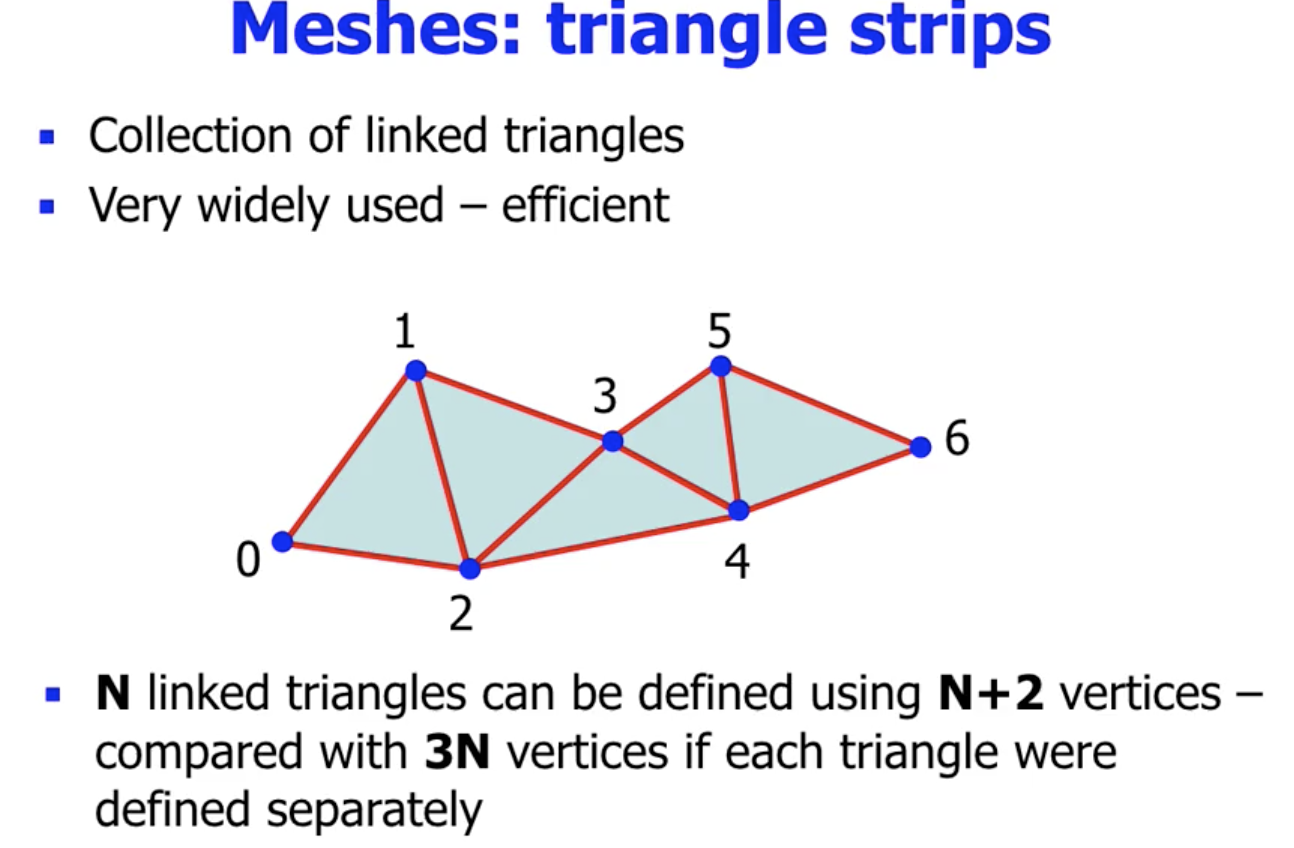 Meshes: triangle strips
▪ Collection of linked triangles
▪ Very widely used – efficient
1
5
3
6
0
4
2
▪ N linked triangles can be defined using N+2 vertices –
compared with 3N vertices if each triangle were
defined separately